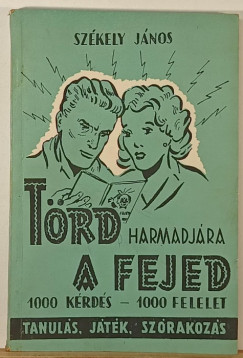 SZÉKELY JÁNOS
TÖRD HARMADJÁRA
A FEJED
1000 KÉRDÉS – 1000 FELELET
TANULÁS, JÁTÉK, SZÓRAKOZÁS